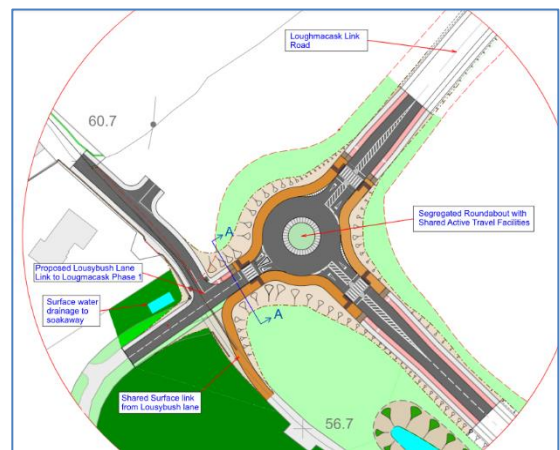 Loughmacask Link
Road
60.7
A
Segregated Roundabout with
Shared Active Travel Facilities
Proposed Lousybush Lane
Link to Lougmacask Phase 1
Surface water
drainage to
soakaway
A
Shared Surface link
from Lousybush lane
56.7